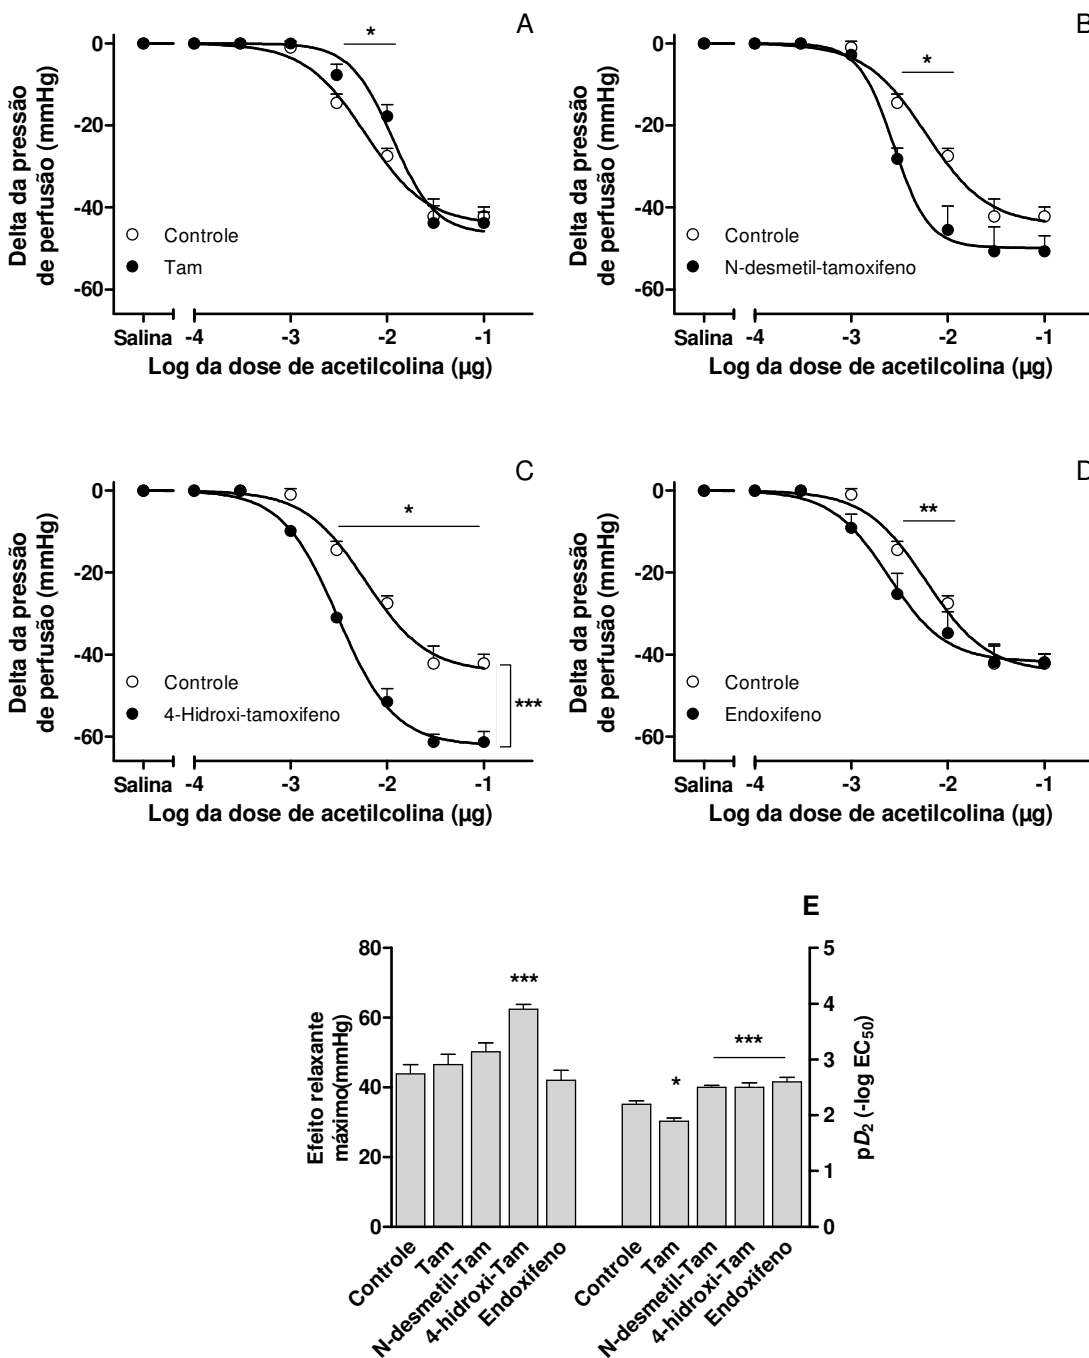 A
*
0
-20
-40
-60
Delta da pressão
de perfusão (mmHg)
Controle
Tam
Salina -4 -3 -2 -1
Log da dose de acetilcolina (µg)
B
*
0
-20
-40
-60
Delta da pressão
de perfusão (mmHg)
Controle
N-desmetil-tamoxifeno
Salina -4 -3 -2 -1
Log da dose de acetilcolina (µg)
C
*
0
-20
-40
-60
Delta da pressão
de perfusão (mmHg)
Controle
4-Hidroxi-tamoxifeno
***
Salina -4 -3 -2 -1
Log da dose de acetilcolina (µg)
D
**
0
-20
-40
-60
Delta da pressão
de perfusão (mmHg)
Controle
Endoxifeno
Salina -4 -3 -2 -1
Log da dose de acetilcolina (µg)
E
80
60
40
20
0
Efeito relaxante
máximo(mmHg)
***
*
***
5
4
3
2
1
0
pD₂ (-log EC₅₀)
Controle
Tam
N-desmetil-Tam
4-hidroxi-Tam
Endoxifeno
Controle
Tam
N-desmetil-Tam
4-hidroxi-Tam
Endoxifeno